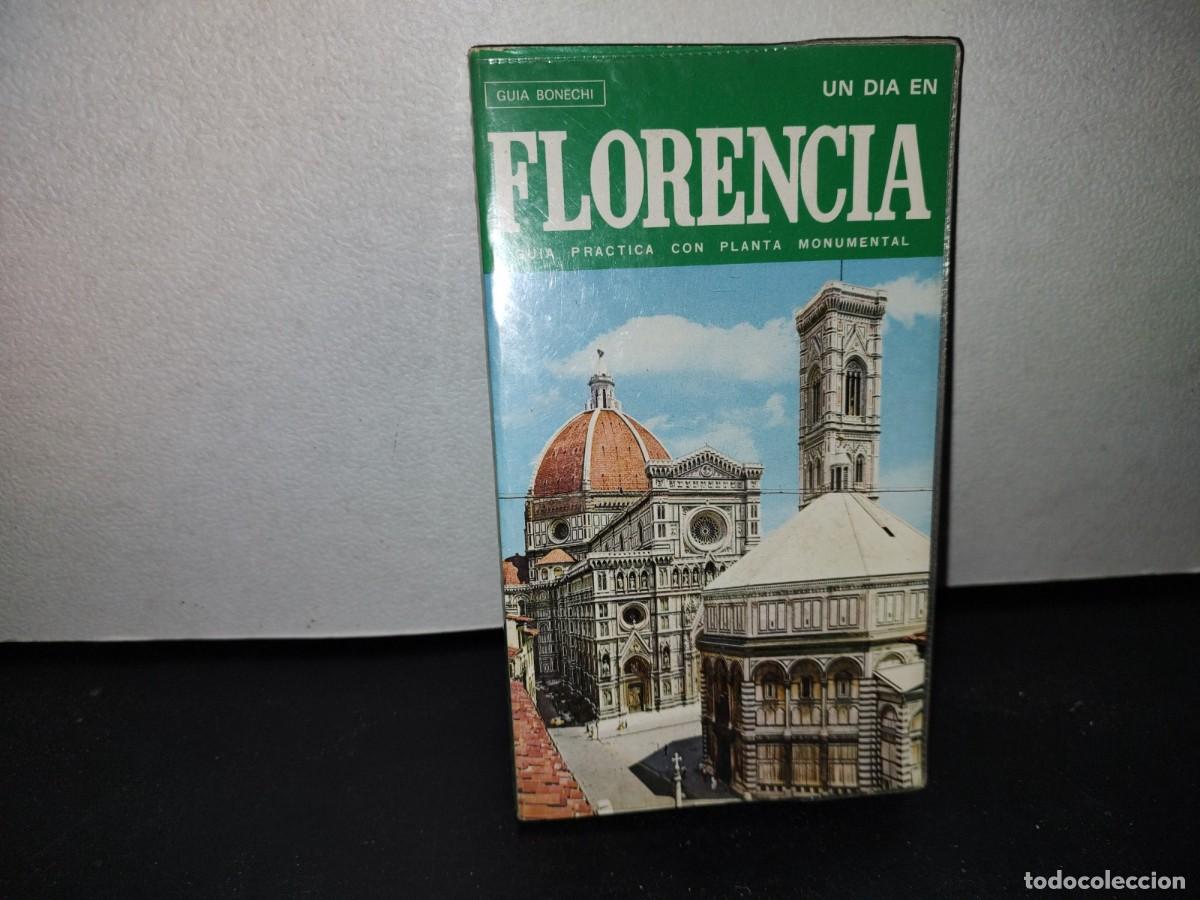 GUIA BONECHI
UN DIA EN
FLORENCIA
GUIA PRACTICA CON PLANTA MONUMENTAL
todocoleccion